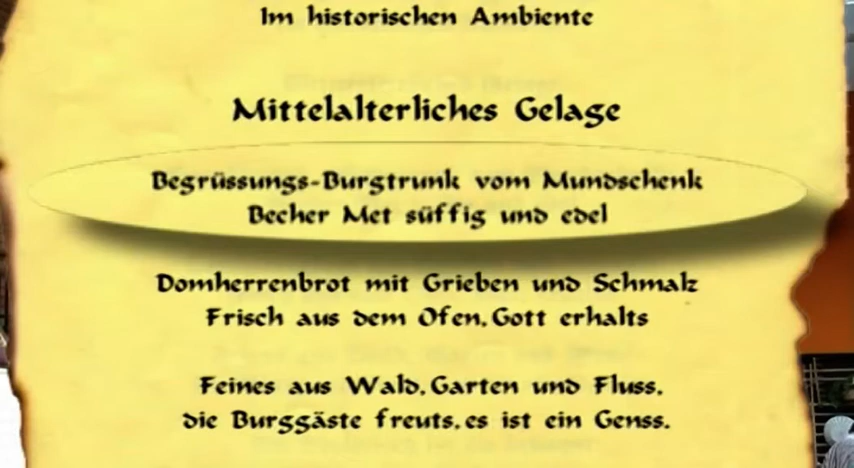 Im historischen Ambiente
Mittelalterliches Gelage
Begrüssungs-Burgtrunk vom Mundschenk
Becher Met süffig und edel
Domherrenbrot mit Grieben und Schmalz
Frisch aus dem Ofen, Gott erhalts
Feines aus Wald, Garten und Fluss,
die Burggäste freuts, es ist ein Genss.